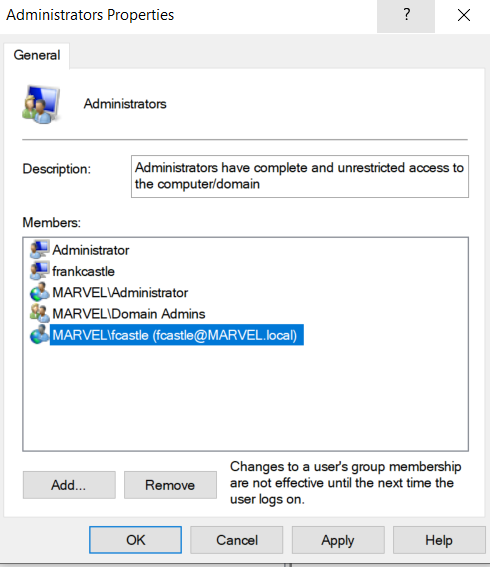 Administrators Properties
?
General
Administrators
Description:
Administrators have complete and unrestricted access to
the computer/domain
Members:
Administrator
frankcastle
MARVEL\Administrator
MARVEL\Domain Admins
MARVEL\fcastle (fcastle@MARVEL.local)
Add...
Remove
Changes to a user's group membership
are not effective until the next time the
user logs on.
OK
Cancel
Apply
Help